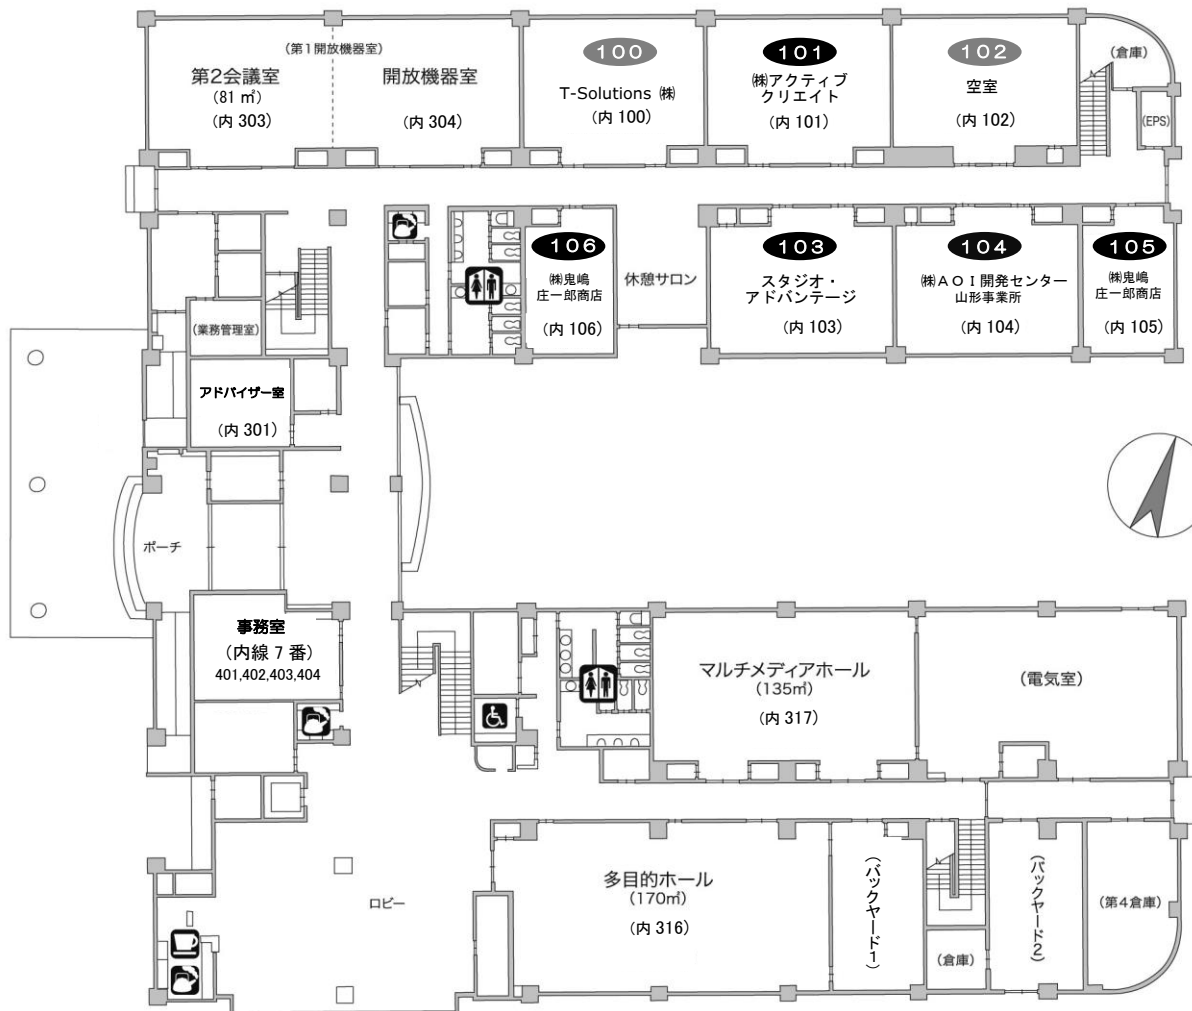 (第1開放機器室)
第2会議室
(81 ㎡)
(内 303)
開放機器室
(内 304)
100
T-Solutions ㈱
(内 100)
101
㈱アクティブ
クリエイト
(内 101)
102
空室
(内 102)
(倉庫)
(EPS)
106
㈱鬼嶋
庄一郎商店
(内 106)
休憩サロン
103
スタジオ・
アドバンテージ
(内 103)
104
㈱AOI開発センター
山形事業所
(内 104)
105
㈱鬼嶋
庄一郎商店
(内 105)
(業務管理室)
アドバイザー室
(内 301)
ポーチ
事務室
(内線 7 番)
401,402,403,404
マルチメディアホール
(135㎡)
(内 317)
(電気室)
ロビー
多目的ホール
(170㎡)
(内 316)
(バックヤード1)
(倉庫)
(バックヤード2)
(第4倉庫)